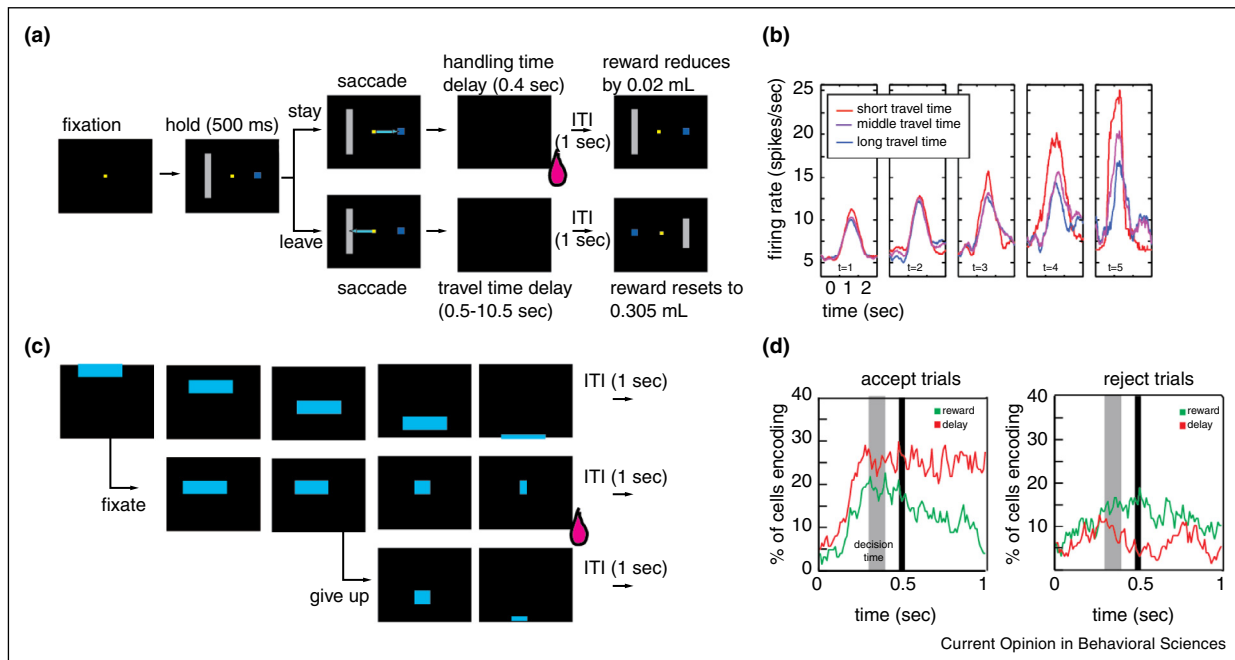 (a)
fixation
hold (500 ms)
stay
leave
saccade
handling time
delay (0.4 sec)
ITI
(1 sec)
reward reduces
by 0.02 mL
saccade
travel time delay
(0.5-10.5 sec)
ITI
(1 sec)
reward resets to
0.305 mL
(b)
firing rate (spikes/sec)
25
20
15
10
5
short travel time
middle travel time
long travel time
t=1
t=2
t=3
t=4
t=5
0 1 2
time (sec)
(c)
ITI (1 sec)
fixate
ITI (1 sec)
give up
ITI (1 sec)
(d)
accept trials
% of cells encoding
40
30
20
10
0
reward
delay
decision
time
0 0.5 1
time (sec)
reject trials
% of cells encoding
40
30
20
10
0
reward
delay
0 0.5 1
time (sec)
Current Opinion in Behavioral Sciences